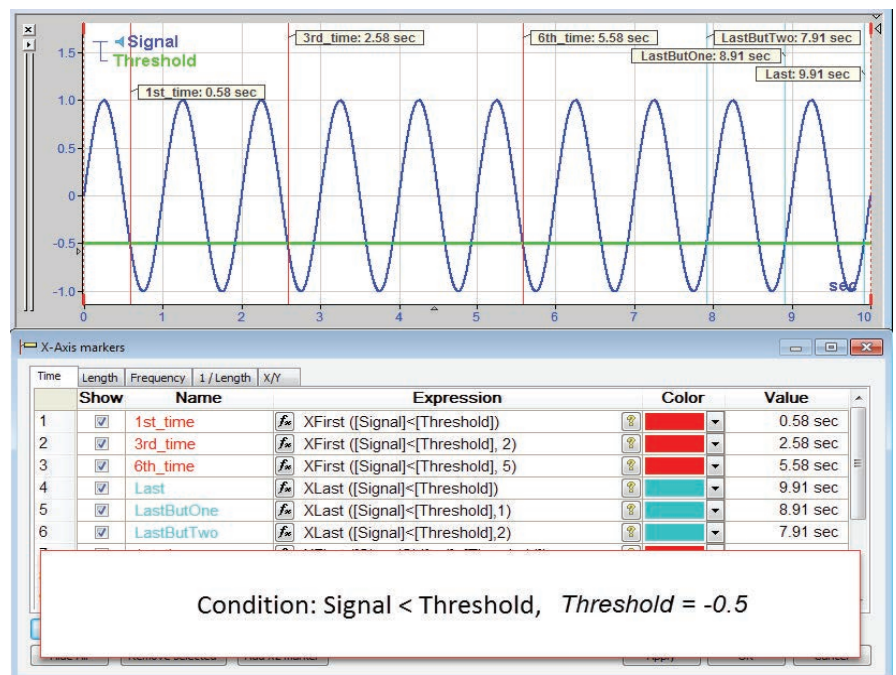 Signal
Threshold
1st_time: 0.58 sec
3rd_time: 2.58 sec
6th_time: 5.58 sec
LastButTwo: 7.91 sec
LastButOne: 8.91 sec
Last: 9.91 sec
1.5
1.0
0.5
0
-0.5
-1.0
sec
0 1 2 3 4 5 6 7 8 9 10
X-Axis markers
Time Length Frequency 1 / Length X/Y
Show Name Expression Color Value
1 1st_time fx XFirst ([Signal]<[Threshold]) ? 0.58 sec
2 3rd_time fx XFirst ([Signal]<[Threshold], 2) ? 2.58 sec
3 6th_time fx XFirst ([Signal]<[Threshold], 5) ? 5.58 sec
4 Last fx XLast ([Signal]<[Threshold]) ? 9.91 sec
5 LastButOne fx XLast ([Signal]<[Threshold],1) ? 8.91 sec
6 LastButTwo fx XLast ([Signal]<[Threshold],2) ? 7.91 sec
Condition: Signal < Threshold, Threshold = -0.5